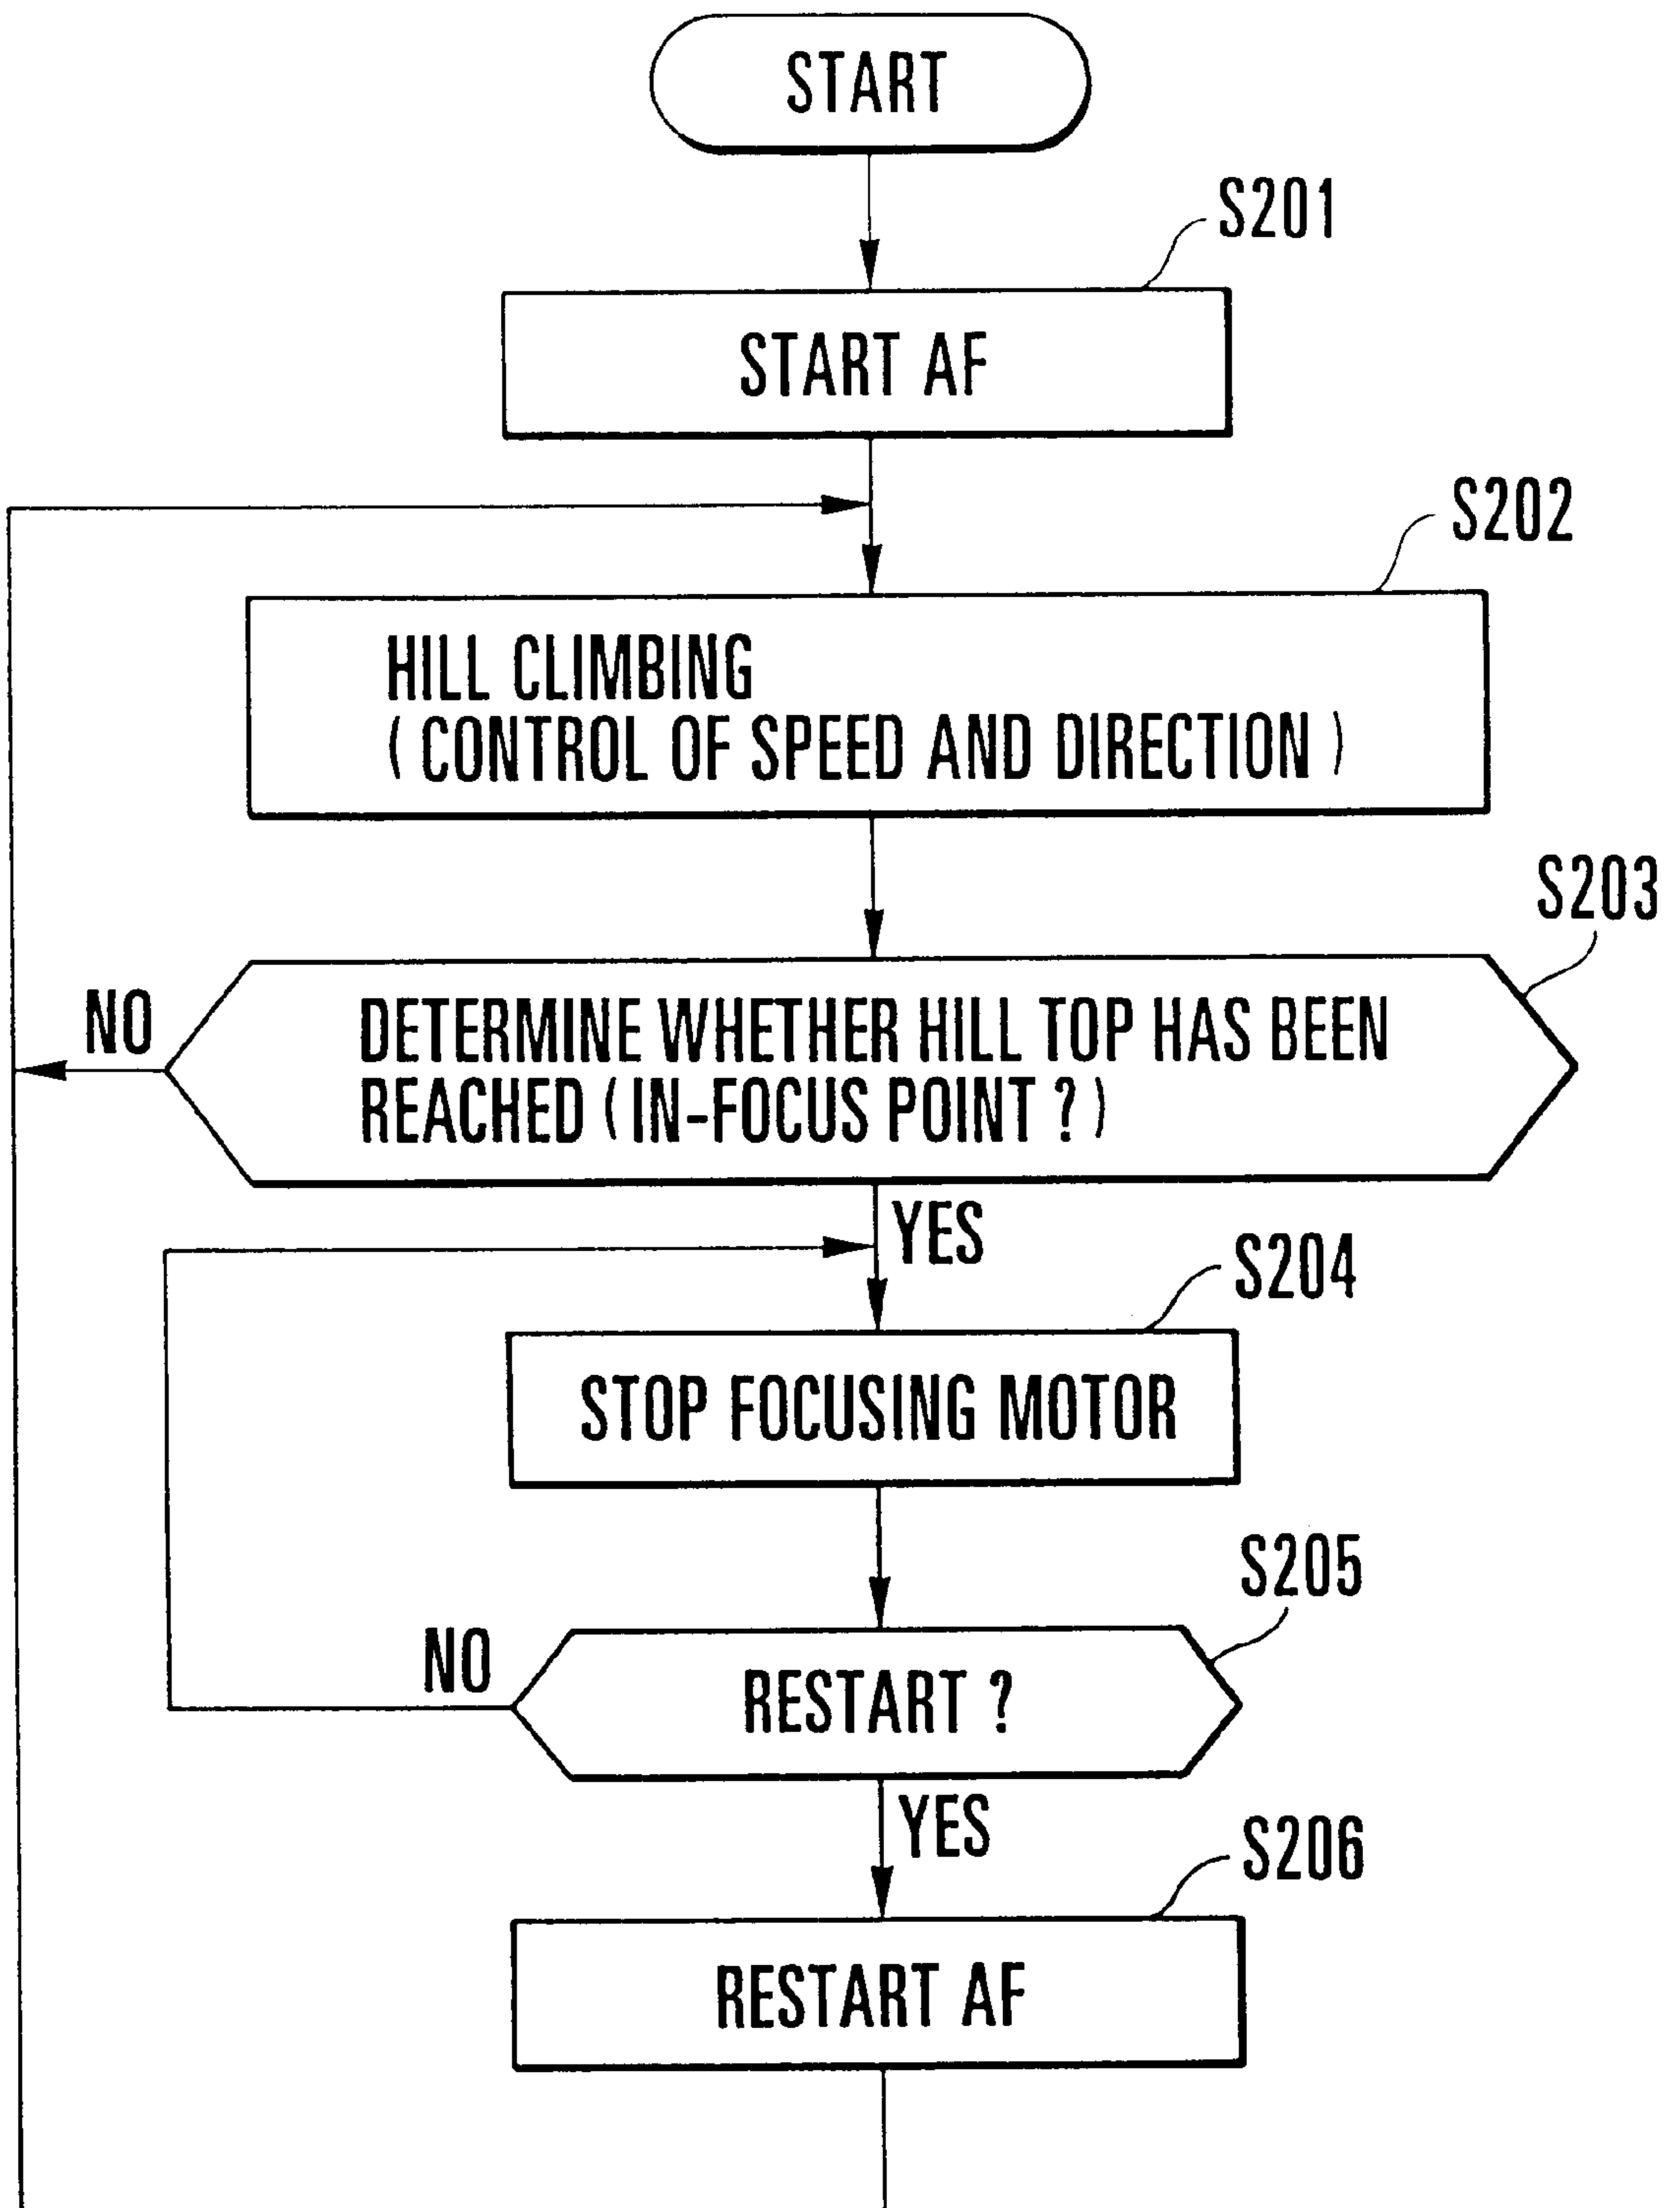 START
S201
START AF
S202
HILL CLIMBING
(CONTROL OF SPEED AND DIRECTION)
S203
NO
DETERMINE WHETHER HILL TOP HAS BEEN
REACHED (IN-FOCUS POINT ?)
YES
S204
STOP FOCUSING MOTOR
S205
NO
RESTART ?
YES
S206
RESTART AF